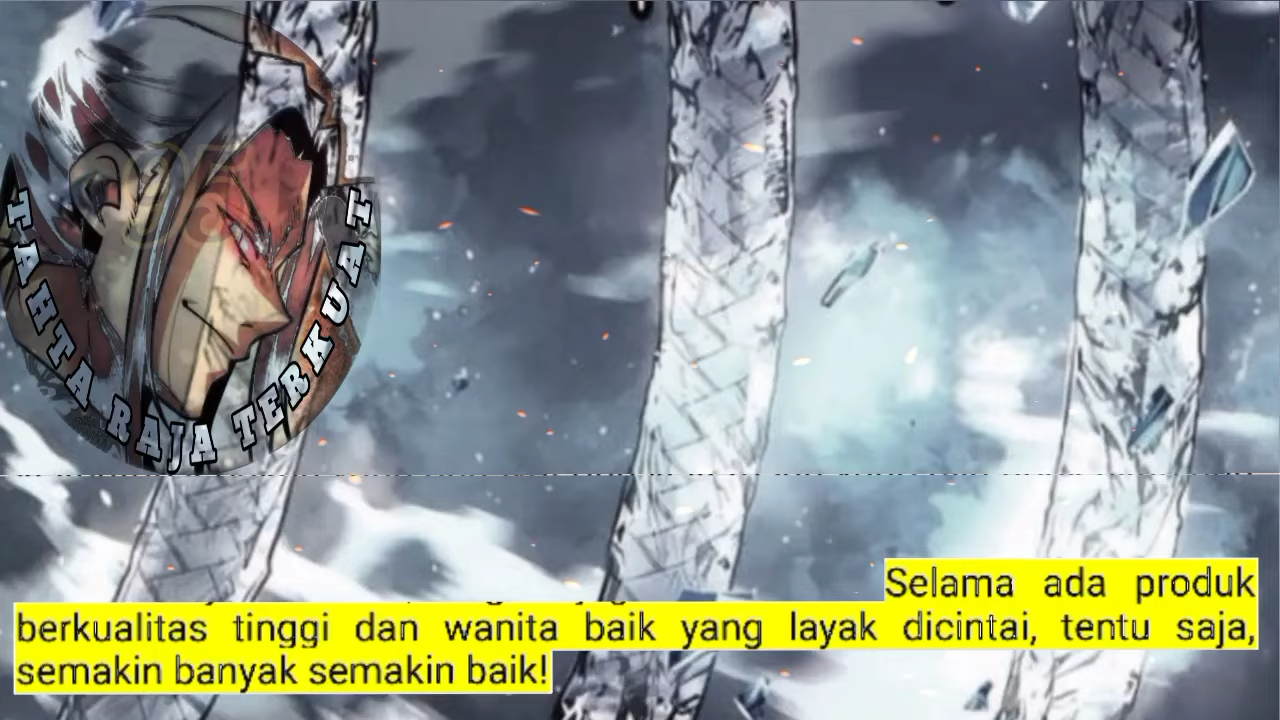 TAHTA RAJA TERKUAT
Selama ada produk
berkualitas tinggi dan wanita baik yang layak dicintai, tentu saja,
semakin banyak semakin baik!